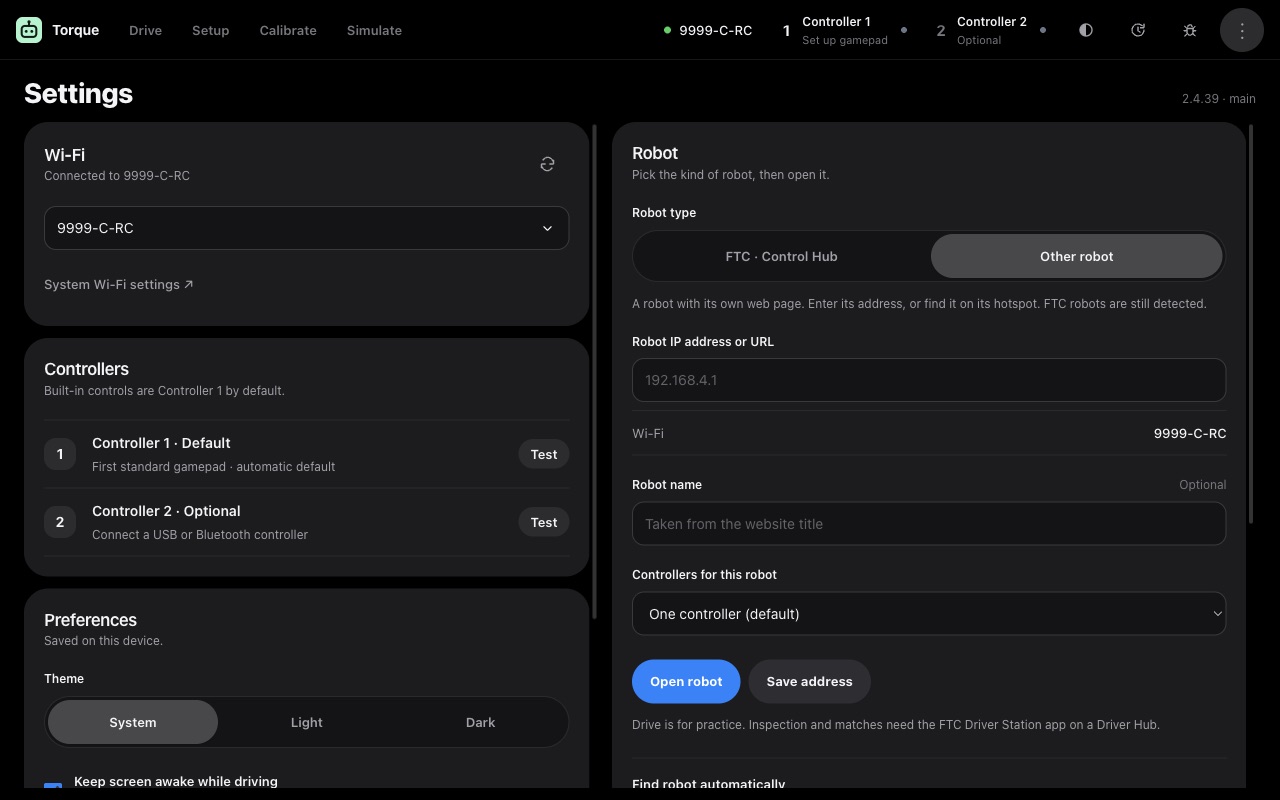 Torque
Drive
Setup
Calibrate
Simulate
9999-C-RC
1
Controller 1
Set up gamepad
2
Controller 2
Optional
Settings
2.4.39 · main
Wi-Fi
Connected to 9999-C-RC
9999-C-RC
System Wi-Fi settings ↗
Controllers
Built-in controls are Controller 1 by default.
1
Controller 1 · Default
First standard gamepad · automatic default
Test
2
Controller 2 · Optional
Connect a USB or Bluetooth controller
Test
Preferences
Saved on this device.
Theme
System
Light
Dark
Keep screen awake while driving
Robot
Pick the kind of robot, then open it.
Robot type
FTC · Control Hub
Other robot
A robot with its own web page. Enter its address, or find it on its hotspot. FTC robots are still detected.
Robot IP address or URL
192.168.4.1
Wi-Fi
9999-C-RC
Robot name
Optional
Taken from the website title
Controllers for this robot
One controller (default)
Open robot
Save address
Drive is for practice. Inspection and matches need the FTC Driver Station app on a Driver Hub.
Find robot automatically